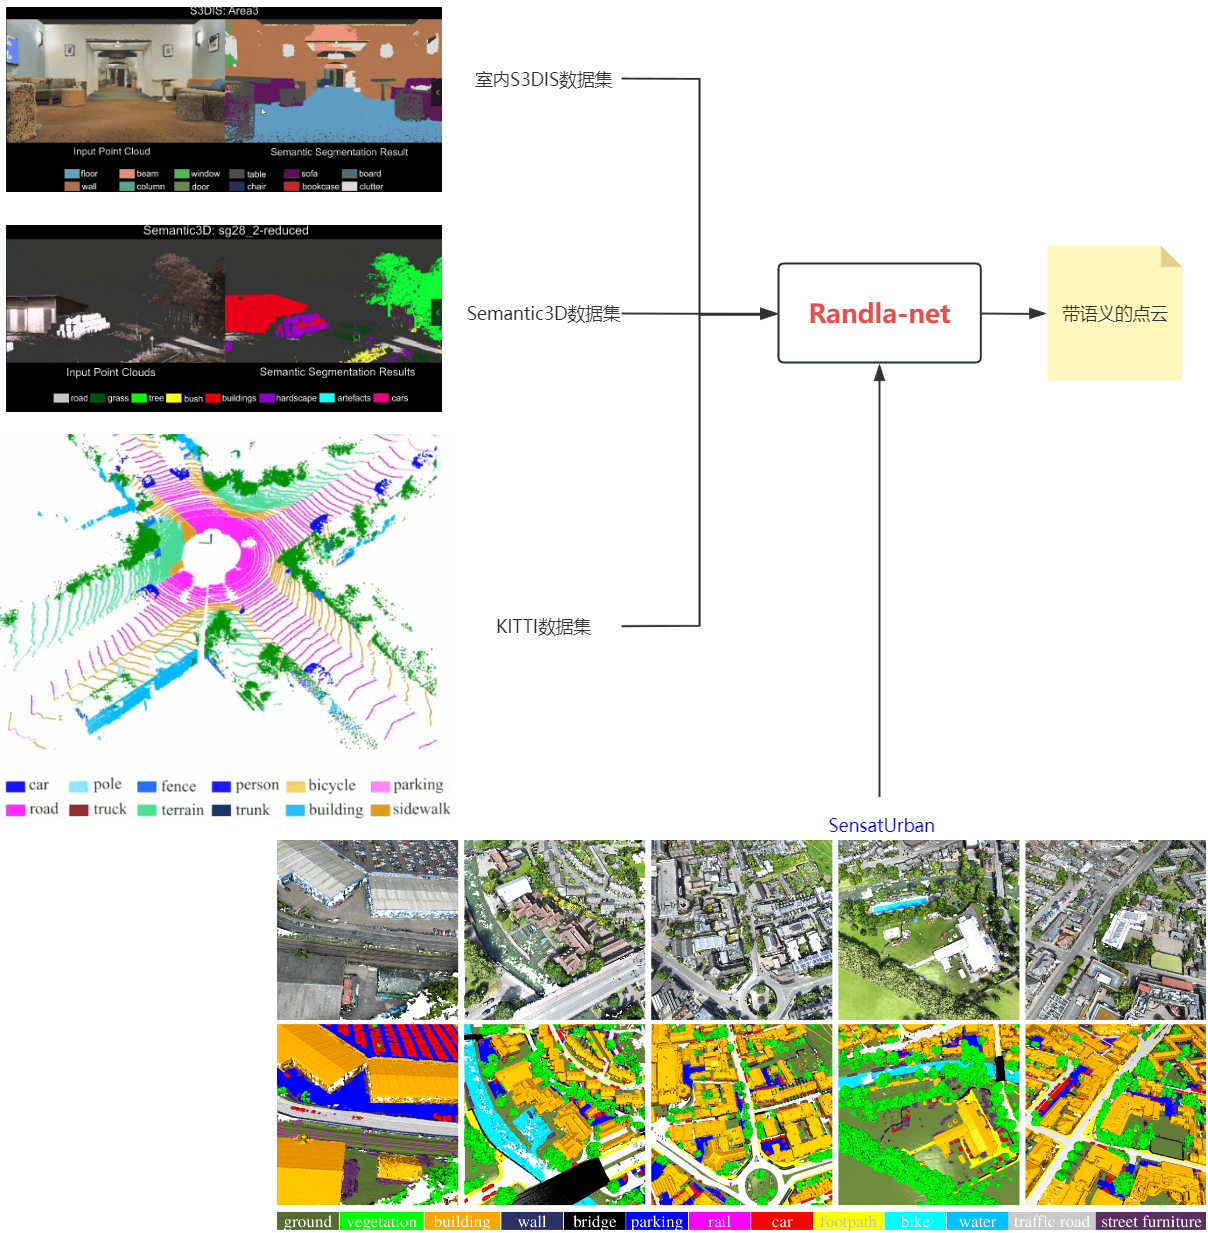 S3DIS: Area3
Input Point Cloud
Semantic Segmentation Result
floor beam window table sofa board
wall column door chair bookcase clutter
室内S3DIS数据集
Semantic3D: sg28_2-reduced
Input Point Clouds
Semantic Segmentation Results
road grass tree bush buildings hardscape artefacts cars
Semantic3D数据集
Randla-net
带语义的点云
KITTI数据集
car pole fence person bicycle parking
road truck terrain trunk building sidewalk
SensatUrban
ground vegetation building wall bridge parking rail car footpath bike water traffic road street furniture